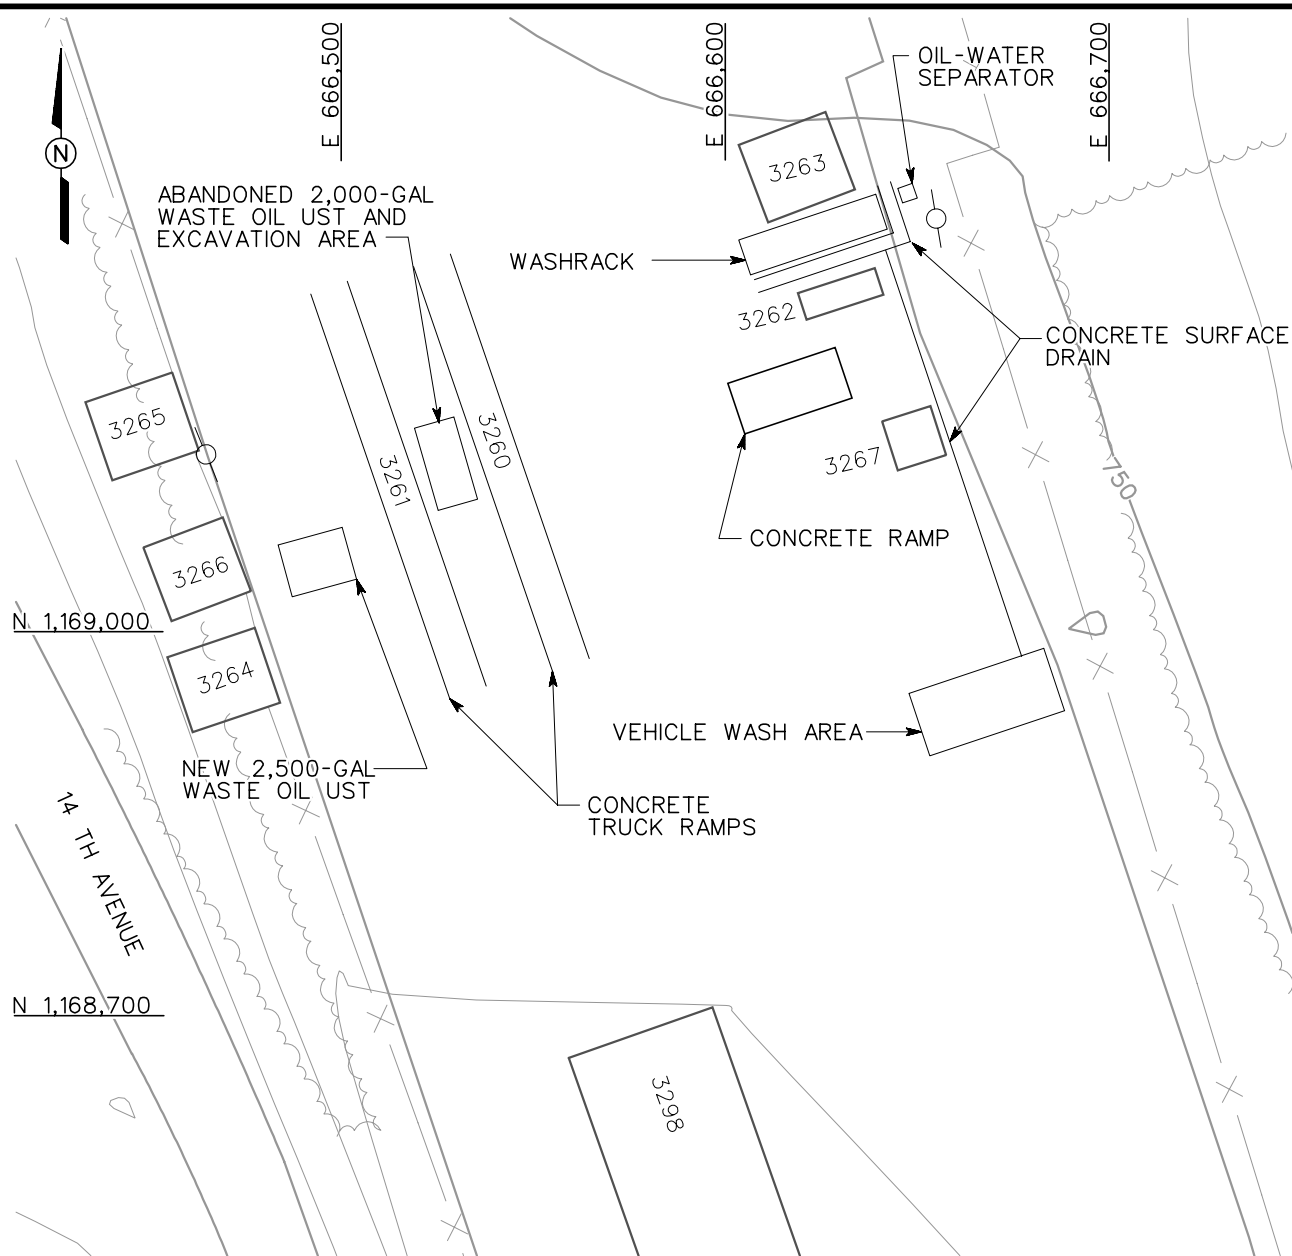 E 666,500
E 666,600
E 666,700
OIL-WATER
SEPARATOR
N
3263
ABANDONED 2,000-GAL
WASTE OIL UST AND
EXCAVATION AREA
WASHRACK
3262
CONCRETE SURFACE
DRAIN
3265
3260
3261
3267
750
CONCRETE RAMP
3266
N 1,169,000
3264
VEHICLE WASH AREA
NEW 2,500-GAL
WASTE OIL UST
CONCRETE
TRUCK RAMPS
14 TH AVENUE
N 1,168,700
3298